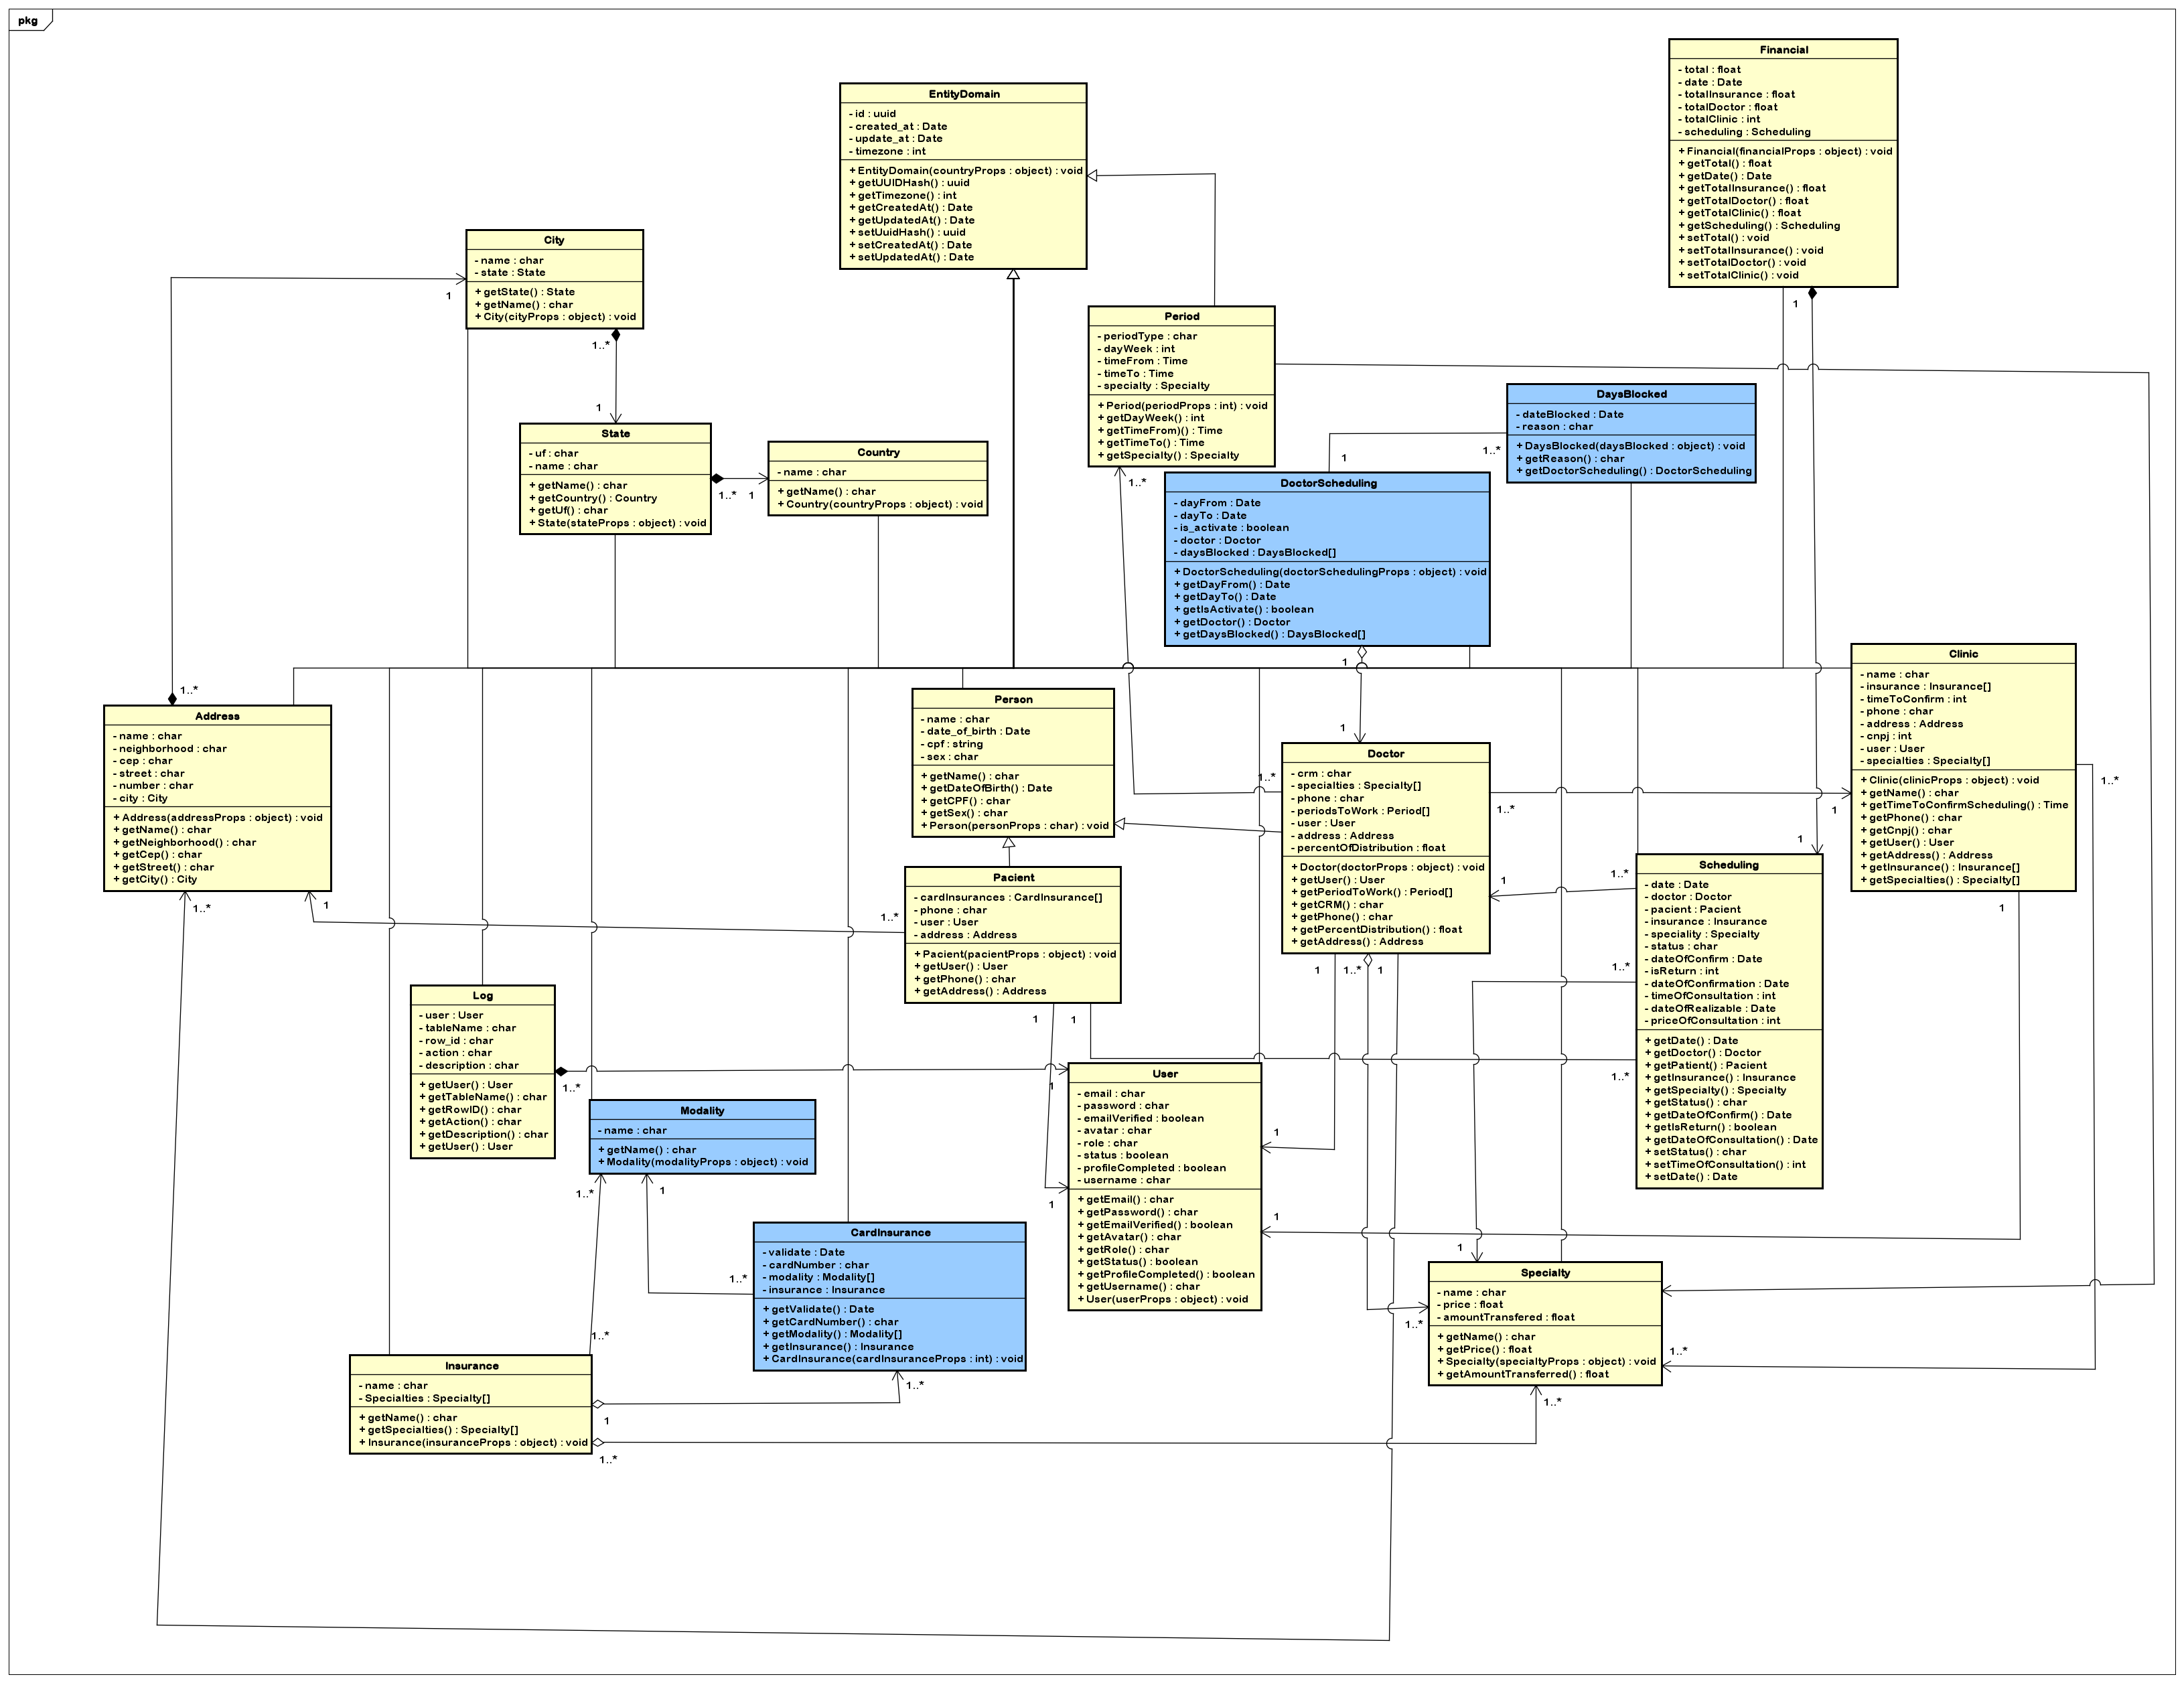 pkg
Financial
- total : float
- date : Date
- totalInsurance : float
- totalDoctor : float
- totalClinic : int
- scheduling : Scheduling
+ Financial(financialProps : object) : void
+ getTotal() : float
+ getDate() : Date
+ getTotalInsurance() : float
+ getTotalDoctor() : float
+ getTotalClinic() : float
+ getScheduling() : Scheduling
+ setTotal() : void
+ setTotalInsurance() : void
+ setTotalDoctor() : void
+ setTotalClinic() : void
1
EntityDomain
- id : uuid
- created_at : Date
- update_at : Date
- timezone : int
+ EntityDomain(countryProps : object) : void
+ getUUIDHash() : uuid
+ getTimezone() : int
+ getCreatedAt() : Date
+ getUpdatedAt() : Date
+ setUuidHash() : uuid
+ setCreatedAt() : Date
+ setUpdatedAt() : Date
City
- name : char
- state : State
+ getState() : State
+ getName() : char
+ City(cityProps : object) : void
1
1..*
1
Period
- periodType : char
- dayWeek : int
- timeFrom : Time
- timeTo : Time
- specialty : Specialty
+ Period(periodProps : int) : void
+ getDayWeek() : int
+ getTimeFrom)() : Time
+ getTimeTo() : Time
+ getSpecialty() : Specialty
1..*
DaysBlocked
- dateBlocked : Date
- reason : char
+ DaysBlocked(daysBlocked : object) : void
+ getReason() : char
+ getDoctorScheduling() : DoctorScheduling
1..*
1
State
- uf : char
- name : char
+ getName() : char
+ getCountry() : Country
+ getUf() : char
+ State(stateProps : object) : void
1..*
1
Country
- name : char
+ getName() : char
+ Country(countryProps : object) : void
DoctorScheduling
- dayFrom : Date
- dayTo : Date
- is_activate : boolean
- doctor : Doctor
- daysBlocked : DaysBlocked[]
+ DoctorScheduling(doctorSchedulingProps : object) : void
+ getDayFrom() : Date
+ getDayTo() : Date
+ getIsActivate() : boolean
+ getDoctor() : Doctor
+ getDaysBlocked() : DaysBlocked[]
1
1
Clinic
- name : char
- insurance : Insurance[]
- timeToConfirm : int
- phone : char
- address : Address
- cnpj : int
- user : User
- specialties : Specialty[]
+ Clinic(clinicProps : object) : void
+ getName() : char
+ getTimeToConfirmScheduling() : Time
+ getPhone() : char
+ getCnpj() : char
+ getUser() : User
+ getAddress() : Address
+ getInsurance() : Insurance[]
+ getSpecialties() : Specialty[]
1..*
1
1
1..*
Address
- name : char
- neighborhood : char
- cep : char
- street : char
- number : char
- city : City
+ Address(addressProps : object) : void
+ getName() : char
+ getNeighborhood() : char
+ getCep() : char
+ getStreet() : char
+ getCity() : City
1..*
1
Person
- name : char
- date_of_birth : Date
- cpf : string
- sex : char
+ getName() : char
+ getDateOfBirth() : Date
+ getCPF() : char
+ getSex() : char
+ Person(personProps : char) : void
Doctor
- crm : char
- specialties : Specialty[]
- phone : char
- periodsToWork : Period[]
- user : User
- address : Address
- percentOfDistribution : float
+ Doctor(doctorProps : object) : void
+ getUser() : User
+ getPeriodToWork() : Period[]
+ getCRM() : char
+ getPhone() : char
+ getPercentDistribution() : float
+ getAddress() : Address
1..*
1..*
1
1
1..*
1
Scheduling
- date : Date
- doctor : Doctor
- pacient : Pacient
- insurance : Insurance
- speciality : Specialty
- status : char
- dateOfConfirm : Date
- isReturn : int
- dateOfConfirmation : Date
- timeOfConsultation : int
- dateOfRealizable : Date
- priceOfConsultation : int
+ getDate() : Date
+ getDoctor() : Doctor
+ getPatient() : Pacient
+ getInsurance() : Insurance
+ getSpecialty() : Specialty
+ getStatus() : char
+ getDateOfConfirm() : Date
+ getIsReturn() : boolean
+ getDateOfConsultation() : Date
+ setStatus() : char
+ setTimeOfConsultation() : int
+ setDate() : Date
1
1..*
1..*
1..*
Pacient
- cardInsurances : CardInsurance[]
- phone : char
- user : User
- address : Address
+ Pacient(pacientProps : object) : void
+ getUser() : User
+ getPhone() : char
+ getAddress() : Address
1..*
1
1
Log
- user : User
- tableName : char
- row_id : char
- action : char
- description : char
+ getUser() : User
+ getTableName() : char
+ getRowID() : char
+ getAction() : char
+ getDescription() : char
+ getUser() : User
1..*
User
- email : char
- password : char
- emailVerified : boolean
- avatar : char
- role : char
- status : boolean
- profileCompleted : boolean
- username : char
+ getEmail() : char
+ getPassword() : char
+ getEmailVerified() : boolean
+ getAvatar() : char
+ getRole() : char
+ getStatus() : boolean
+ getProfileCompleted() : boolean
+ getUsername() : char
+ User(userProps : object) : void
1
1
1
1
Modality
- name : char
+ getName() : char
+ Modality(modalityProps : object) : void
1..*
1
CardInsurance
- validate : Date
- cardNumber : char
- modality : Modality[]
- insurance : Insurance
+ getValidate() : Date
+ getCardNumber() : char
+ getModality() : Modality[]
+ getInsurance() : Insurance
+ CardInsurance(cardInsuranceProps : int) : void
1..*
1..*
Specialty
- name : char
- price : float
- amountTransfered : float
+ getName() : char
+ getPrice() : float
+ Specialty(specialtyProps : object) : void
+ getAmountTransferred() : float
1
1..*
1..*
1..*
Insurance
- name : char
- Specialties : Specialty[]
+ getName() : char
+ getSpecialties() : Specialty[]
+ Insurance(insuranceProps : object) : void
1..*
1
1..*